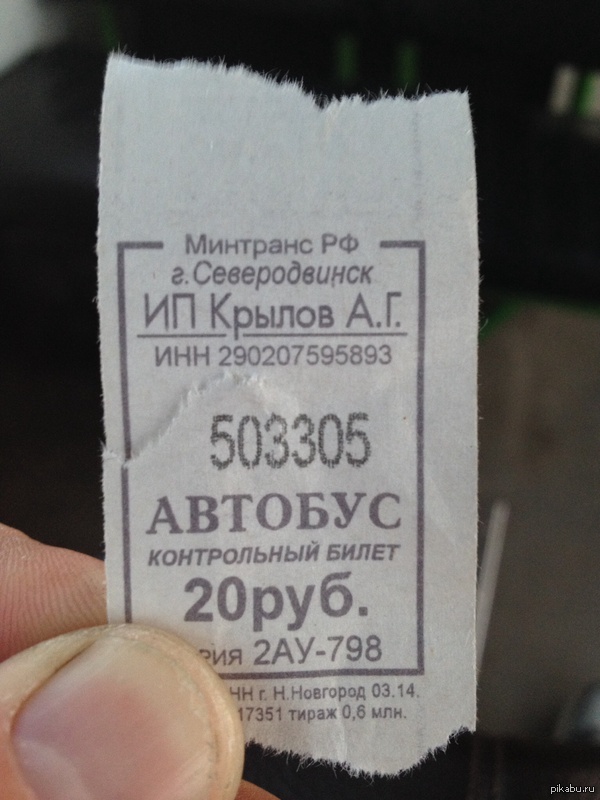 Минтранс РФ
г.Северодвинск
ИП Крылов А.Г.
ИНН 290207595893
503305
АВТОБУС
КОНТРОЛЬНЫЙ БИЛЕТ
20руб.
2АУ-798
г. Н.Новгород 03.14.
17351 тираж 0,6 млн.
pikabu.ru